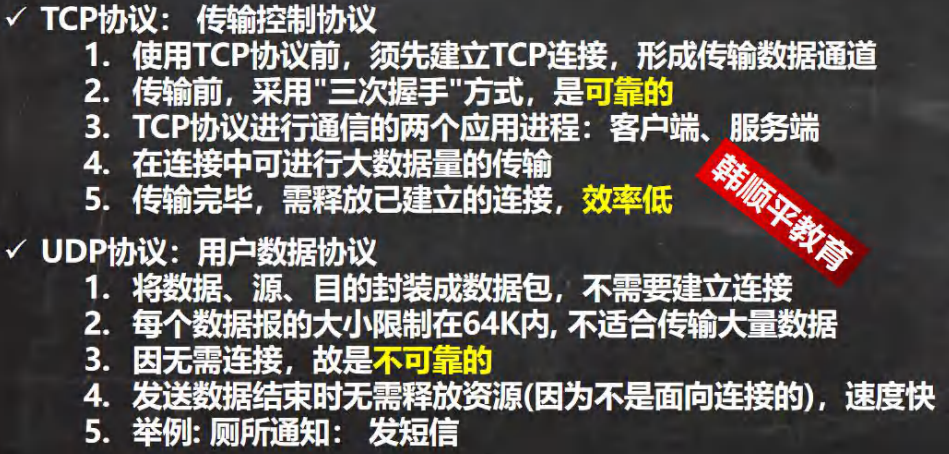 ✓ TCP协议： 传输控制协议
1. 使用TCP协议前，须先建立TCP连接，形成传输数据通道
2. 传输前，采用"三次握手"方式，是可靠的
3. TCP协议进行通信的两个应用进程：客户端、服务端
4. 在连接中可进行大数据量的传输
5. 传输完毕，需释放已建立的连接，效率低
韩顺平教育
✓ UDP协议：用户数据协议
1. 将数据、源、目的封装成数据包，不需要建立连接
2. 每个数据报的大小限制在64K内, 不适合传输大量数据
3. 因无需连接，故是不可靠的
4. 发送数据结束时无需释放资源(因为不是面向连接的)，速度快
5. 举例: 厕所通知： 发短信